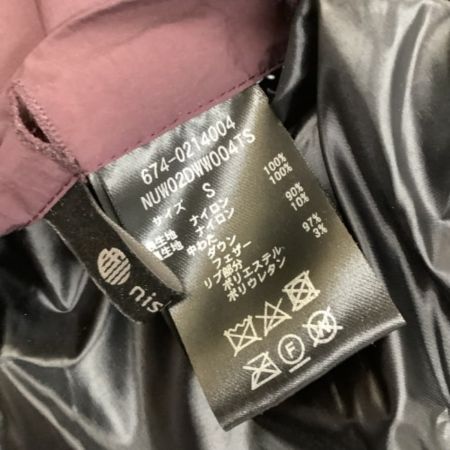 674-0214004
NUW02DWW004TS
サイズ S
表生地 ナイロン 100%
裏生地 ナイロン 100%
中わた
ダウン 90%
フェザー 10%
リブ部分
ポリエステル 97%
ポリウレタン 3%
F
W
nis